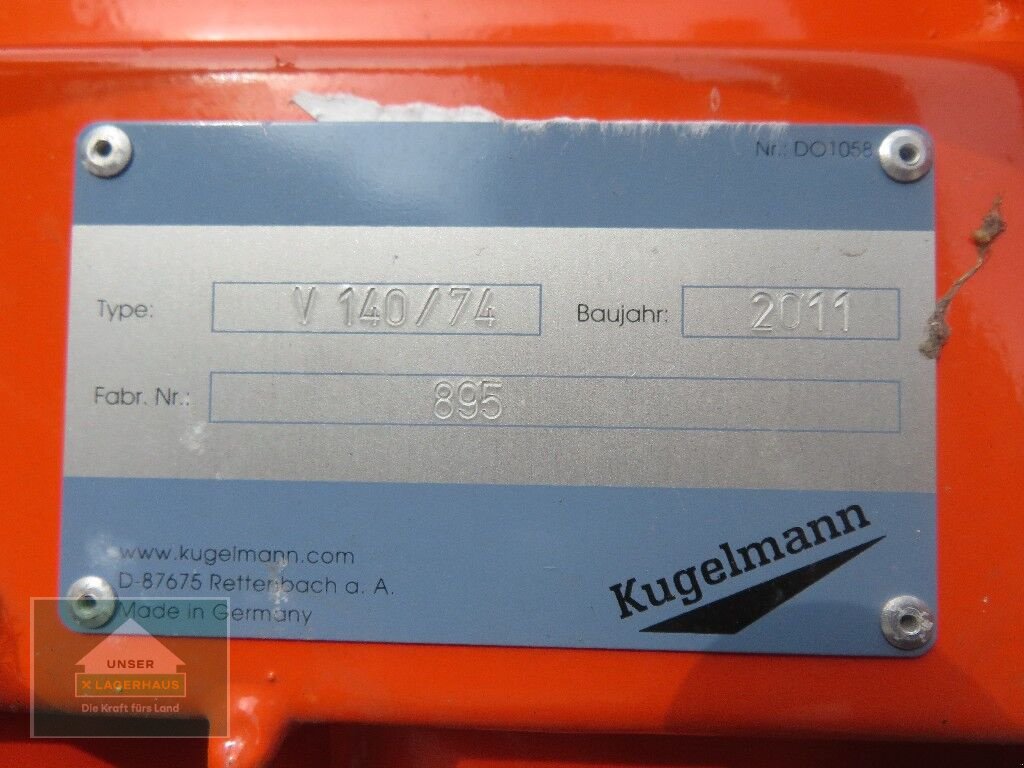 Nr.: DO1058
Type: V 140/74 Baujahr: 2011
Fabr. Nr.: 895
www.kugelmann.com
D-87675 Rettenbach a. A.
Made in Germany
Kugelmann
UNSER
X LAGERHAUS
Die Kraft fürs Land